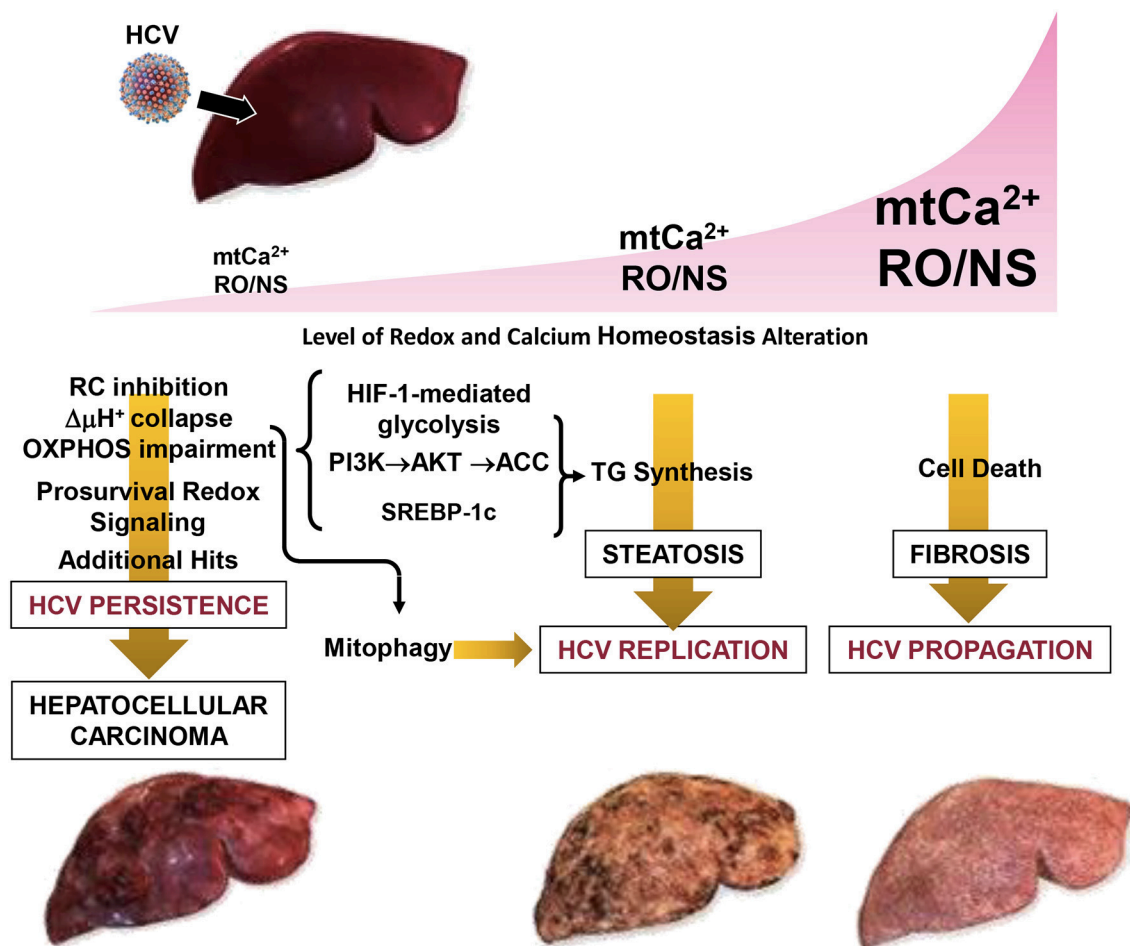 HCV
mtCa²⁺
RO/NS
mtCa²⁺
RO/NS
mtCa²⁺
RO/NS
Level of Redox and Calcium Homeostasis Alteration
RC inhibition
ΔμH⁺ collapse
OXPHOS impairment
Prosurvival Redox
Signaling
Additional Hits
HCV PERSISTENCE
HEPATOCELLULAR
CARCINOMA
HIF-1-mediated
glycolysis
PI3K→AKT →ACC
SREBP-1c
Mitophagy
TG Synthesis
STEATOSIS
HCV REPLICATION
Cell Death
FIBROSIS
HCV PROPAGATION